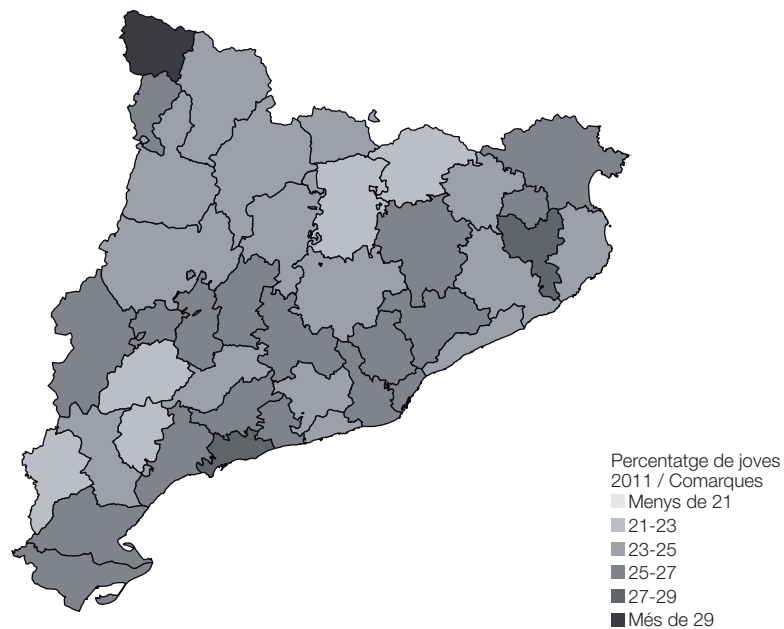 Percentatge de joves
2011 / Comarques
Menys de 21
21-23
23-25
25-27
27-29
Més de 29